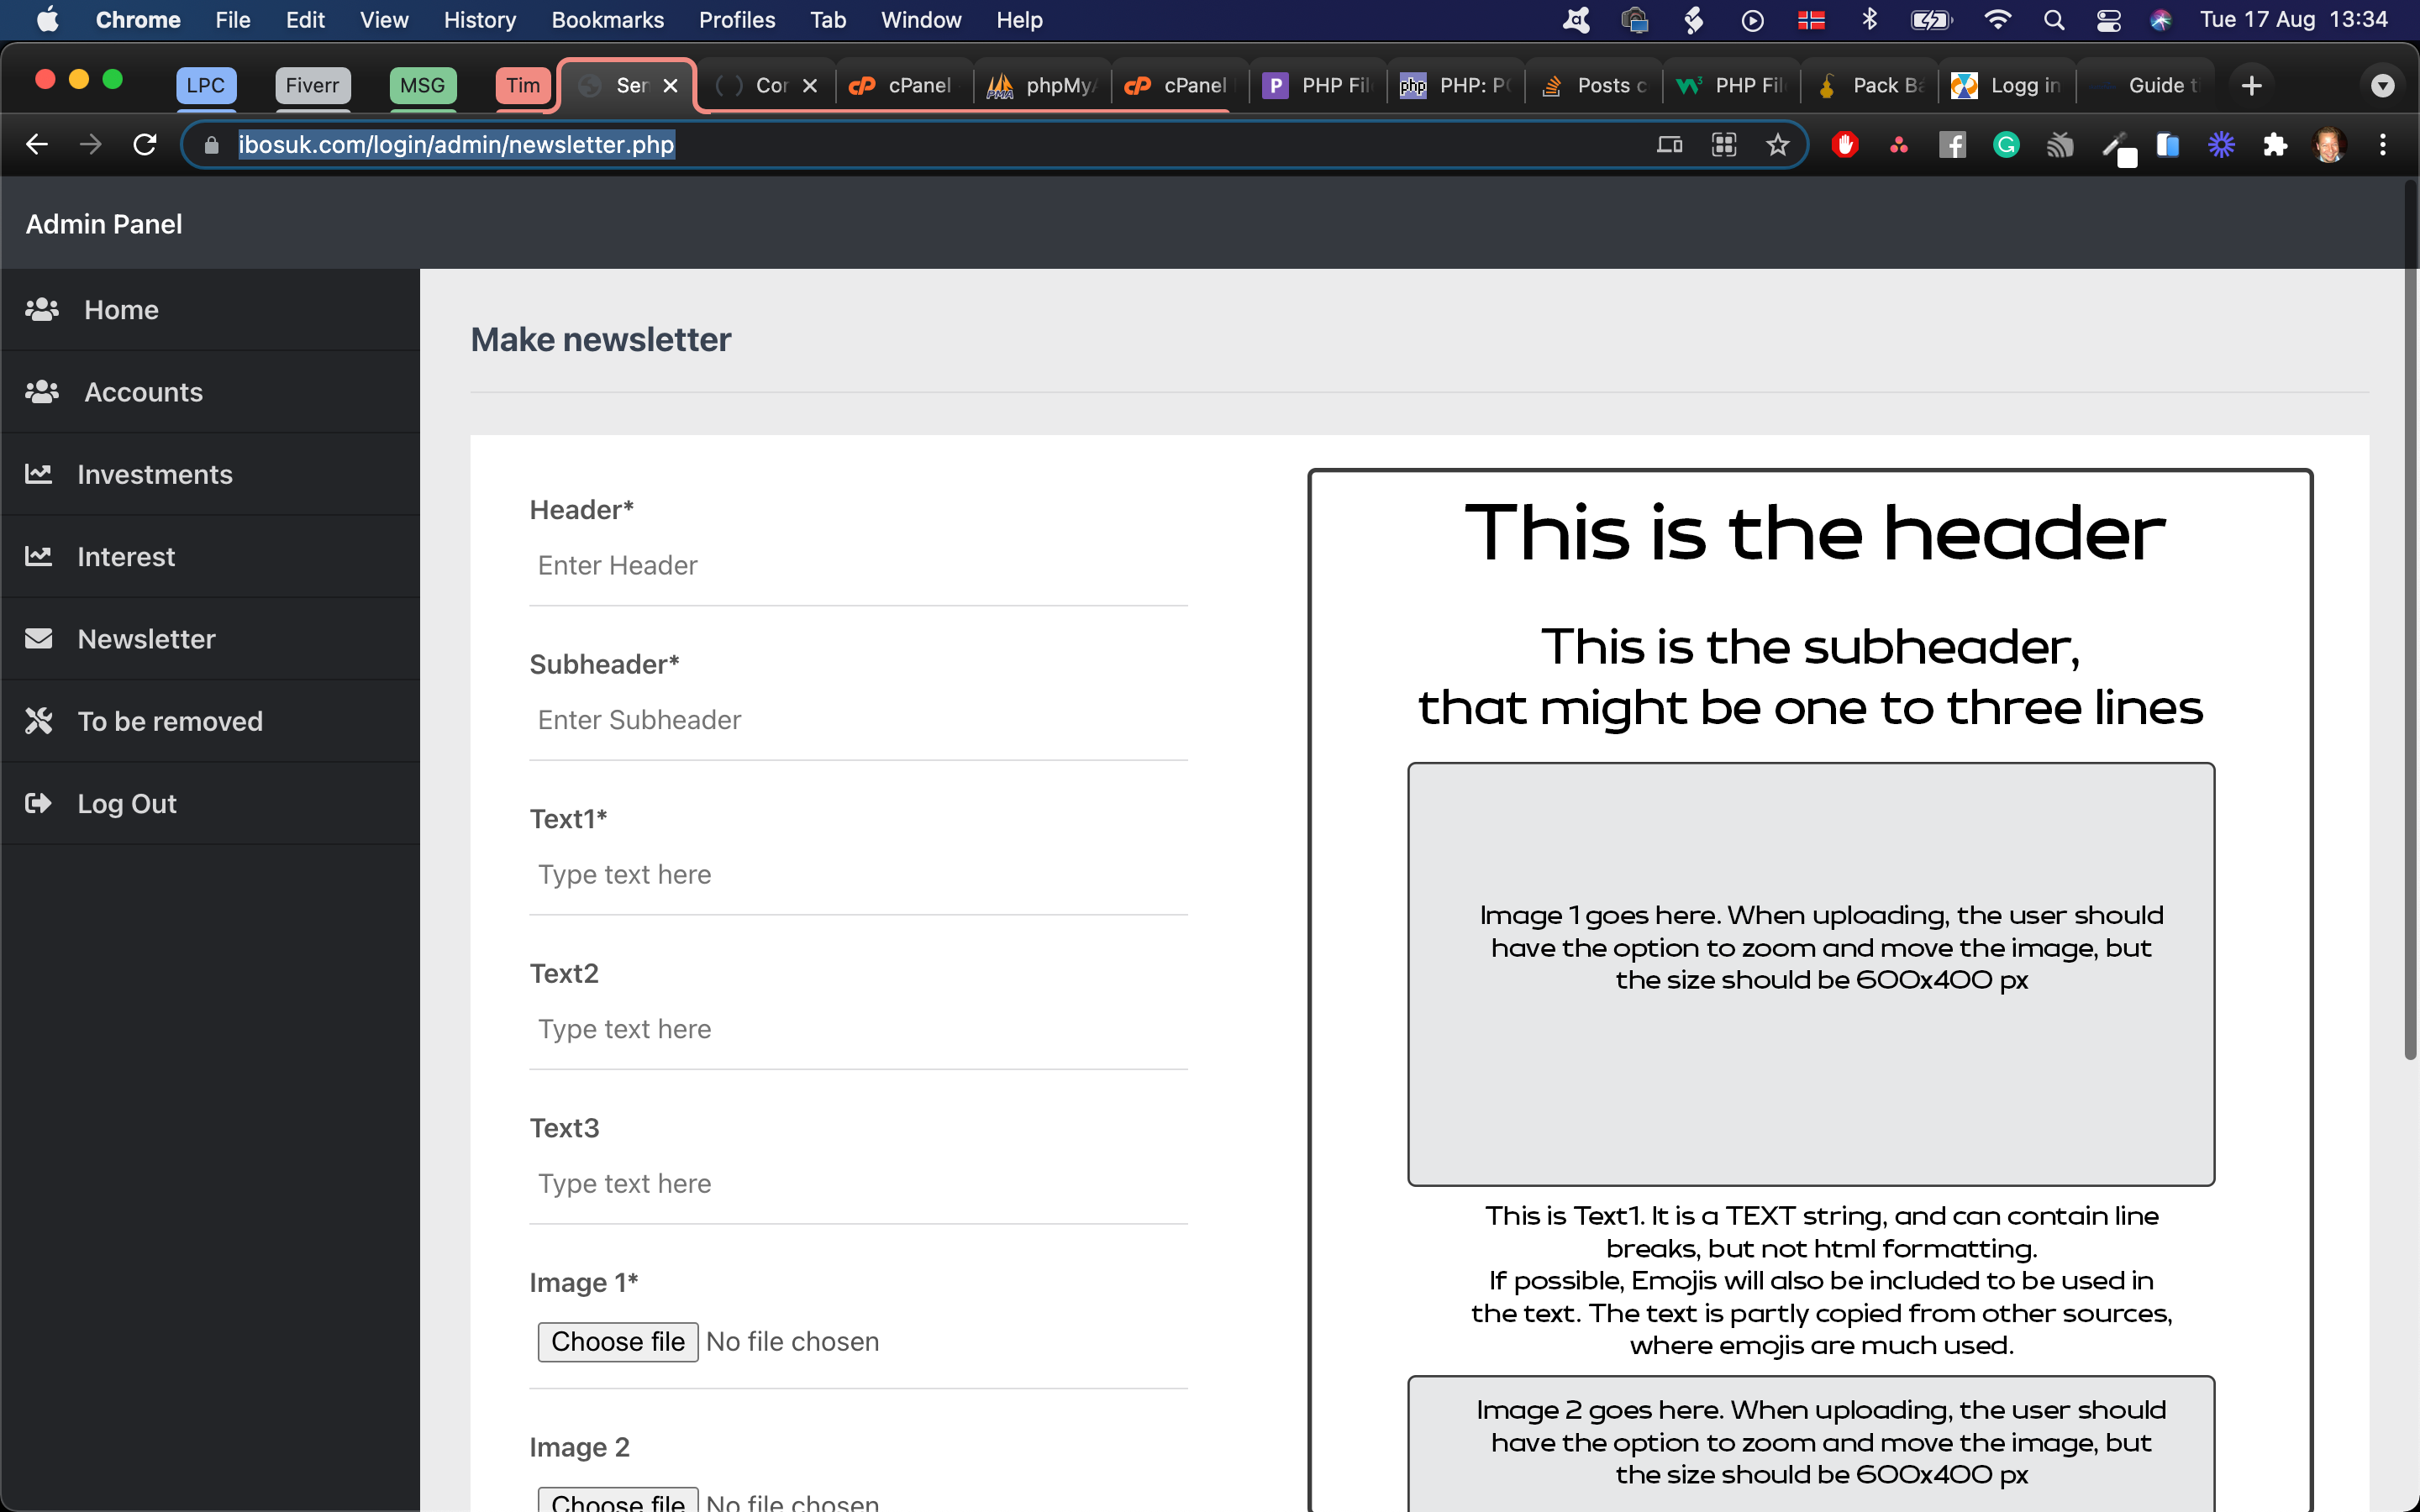 Chrome File Edit View History Bookmarks Profiles Tab Window Help Tue 17 Aug 13:34
LPC Fiverr MSG Tim Ser Cor cPanel phpMyA cPanel PHP Fil PHP: PO Posts c PHP Fil Pack Ba Logg in Guide t
ibosuk.com/login/admin/newsletter.php
Admin Panel
Home
Accounts
Investments
Interest
Newsletter
To be removed
Log Out
Make newsletter
Header*
Enter Header
Subheader*
Enter Subheader
Text1*
Type text here
Text2
Type text here
Text3
Type text here
Image 1*
Choose file No file chosen
Image 2
Choose file No file chosen
This is the header
This is the subheader,
that might be one to three lines
Image 1 goes here. When uploading, the user should
have the option to zoom and move the image, but
the size should be 600x400 px
This is Text1. It is a TEXT string, and can contain line
breaks, but not html formatting.
If possible, Emojis will also be included to be used in
the text. The text is partly copied from other sources,
where emojis are much used.
Image 2 goes here. When uploading, the user should
have the option to zoom and move the image, but
the size should be 600x400 px